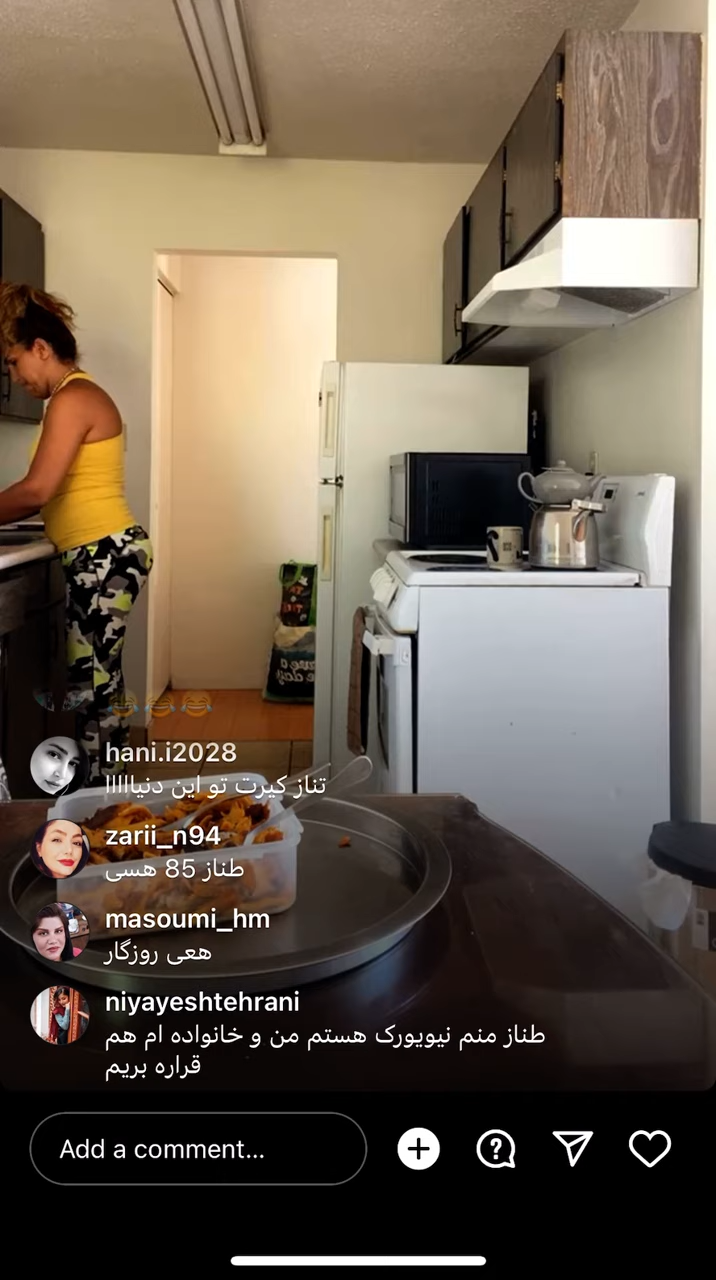 hani.i2028
تناز کیرت تو این دنیااااا
zarii_n94
طناز 85 هسی
masoumi_hm
هعی روزگار
niyayeshtehrani
طناز منم نیویورک هستم من و خانواده ام هم
قراره بریم
Add a comment...